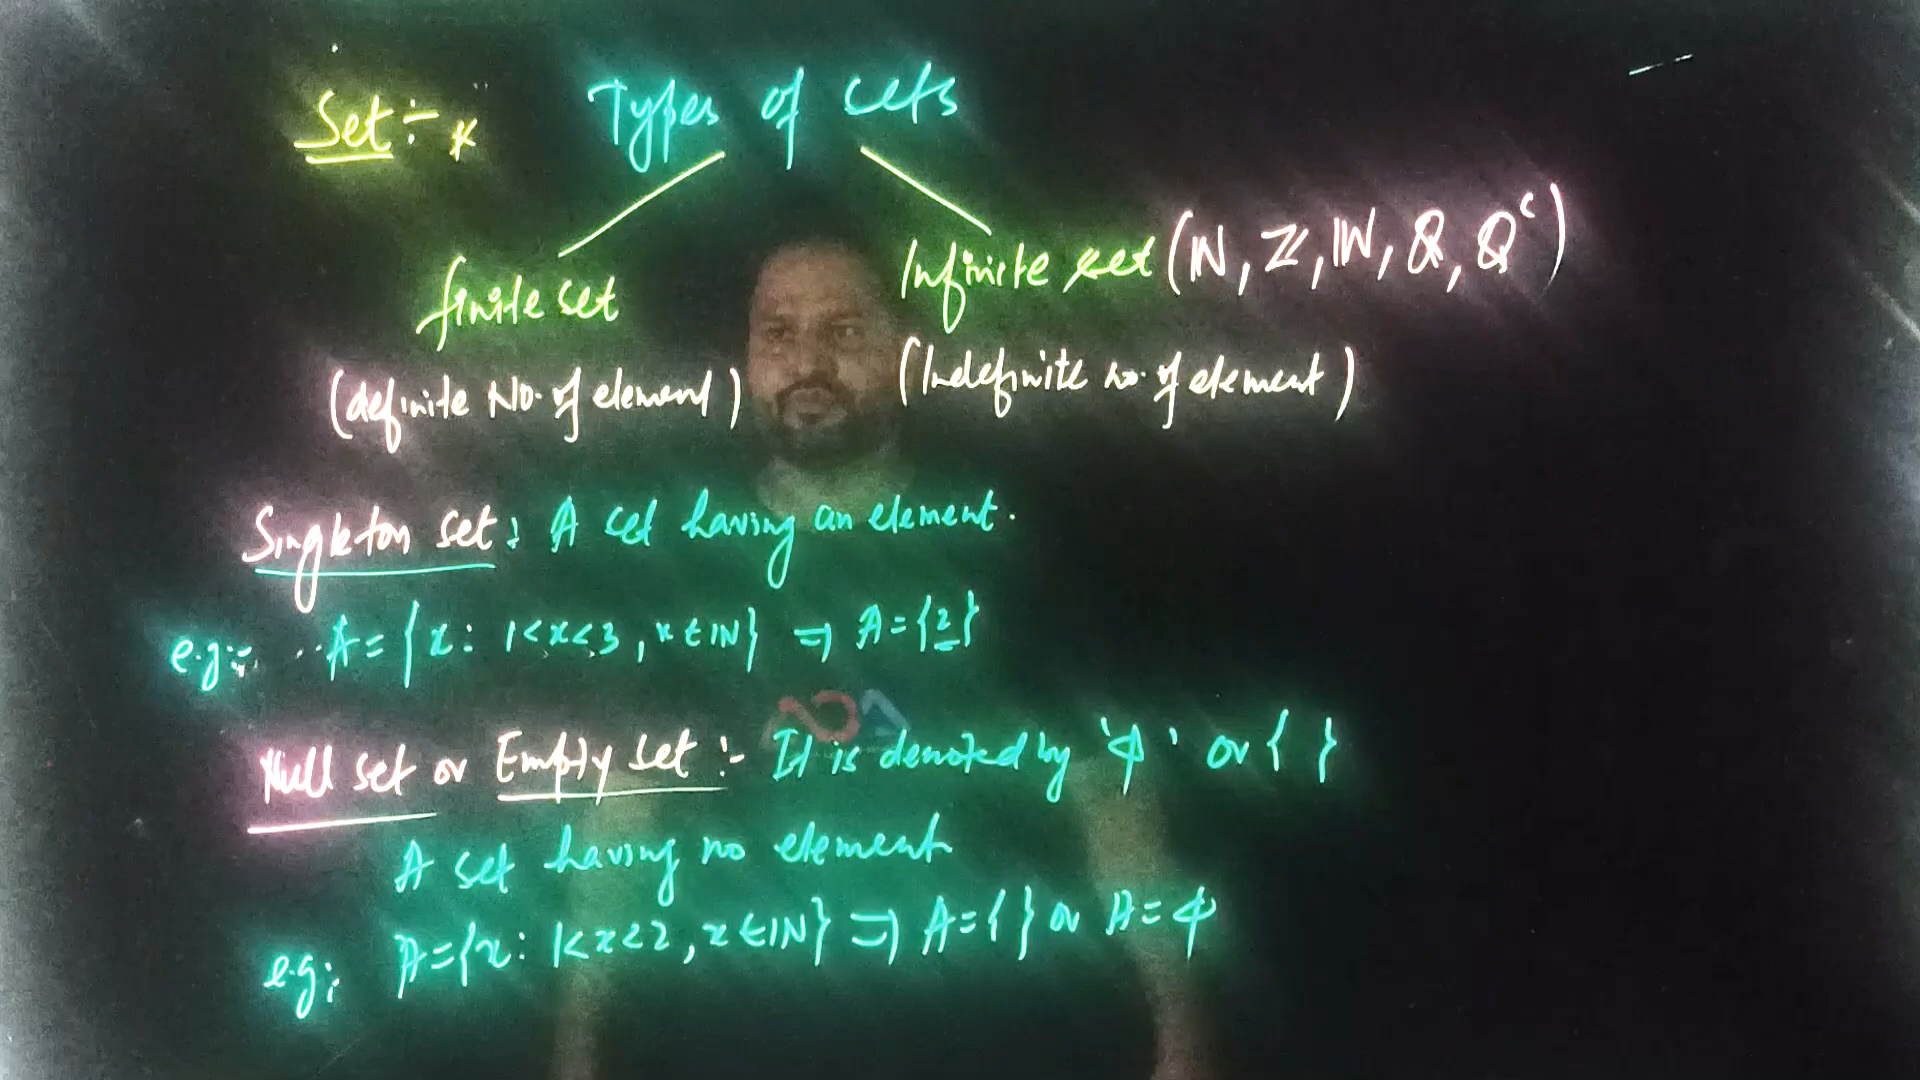 Set :- * Types of sets
finite set Infinite set (ℕ, ℤ, 𝕎, ℚ, ℚᶜ)
(definite No. of element) (Indefinite no. of element)
Singleton set : A set having an element.
e.g :- A = {x : 1<x<3, x ∈ ℕ} ⇒ A = {2}
Null set or Empty set :- It is denoted by 'ϕ' or { }
A set having no element
e.g : A = {x : 1<x<2, x ∈ ℕ} ⇒ A = { } or A = ϕ